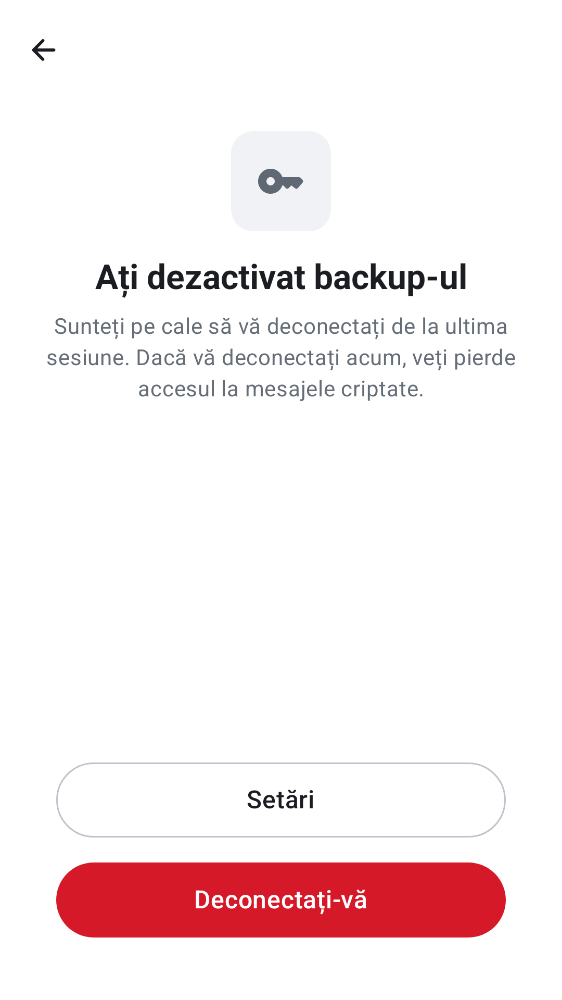 Ați dezactivat backup-ul
Sunteți pe cale să vă deconectați de la ultima
sesiune. Dacă vă deconectați acum, veți pierde
accesul la mesajele criptate.
Setări
Deconectați-vă